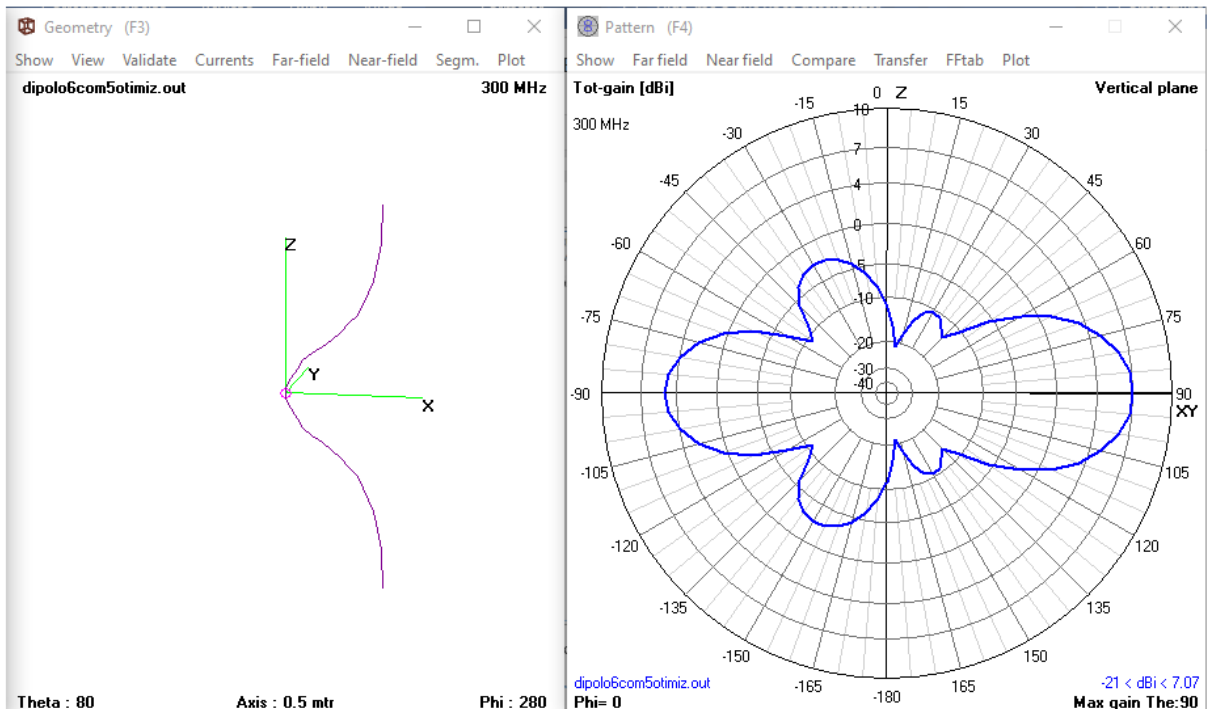 Geometry (F3)
Show View Validate Currents Far-field Near-field Segm. Plot
dipolo6com5otimiz.out 300 MHz
Z
Y
X
Theta : 80 Axis : 0.5 mtr Phi : 280
Pattern (F4)
Show Far field Near field Compare Transfer FFtab Plot
Tot-gain [dBi] 0 Z Vertical plane
300 MHz
-15 10 15
-30 7 30
-45 4 45
-60 0 60
-5
-75 -10 75
-20
-30
-90 -40 90
XY
-105 105
-120 120
-135 135
-150 150
-165 -180 165
dipolo6com5otimiz.out -21 < dBi < 7.07
Phi= 0 Max gain The:90